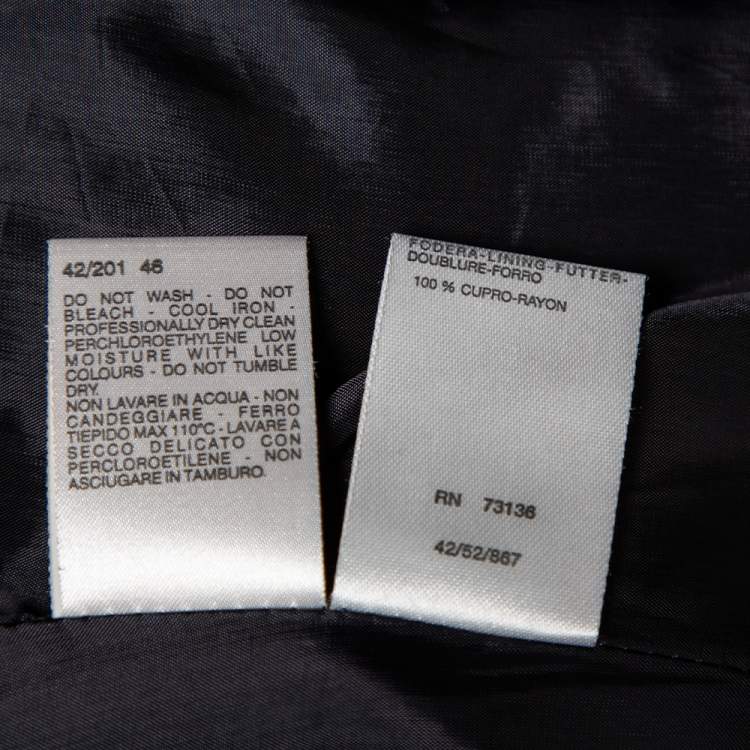 42/201 46
DO NOT WASH - DO NOT
BLEACH - COOL IRON -
PROFESSIONALLY DRY CLEAN
PERCHLOROETHYLENE LOW
MOISTURE WITH LIKE
COLOURS - DO NOT TUMBLE
DRY.
NON LAVARE IN ACQUA - NON
CANDEGGIARE - FERRO
TIEPIDO MAX 110°C - LAVARE A
SECCO DELICATO CON
PERCLOROETILENE - NON
ASCIUGARE IN TAMBURO.
FODERA-LINING-FUTTER-
DOUBLURE-FORRO
100 % CUPRO-RAYON
RN 73136
42/52/867